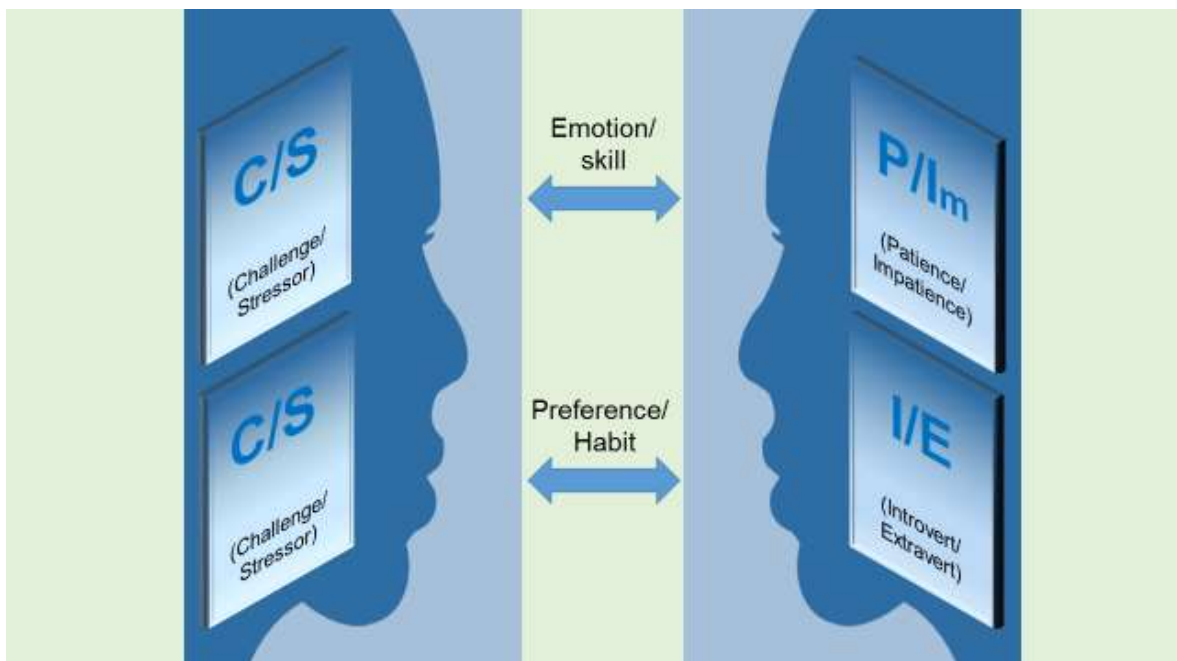 C/S
(Challenge/
Stressor)
Emotion/
skill
P/Im
(Patience/
Impatience)
C/S
(Challenge/
Stressor)
Preference/
Habit
I/E
(Introvert/
Extravert)